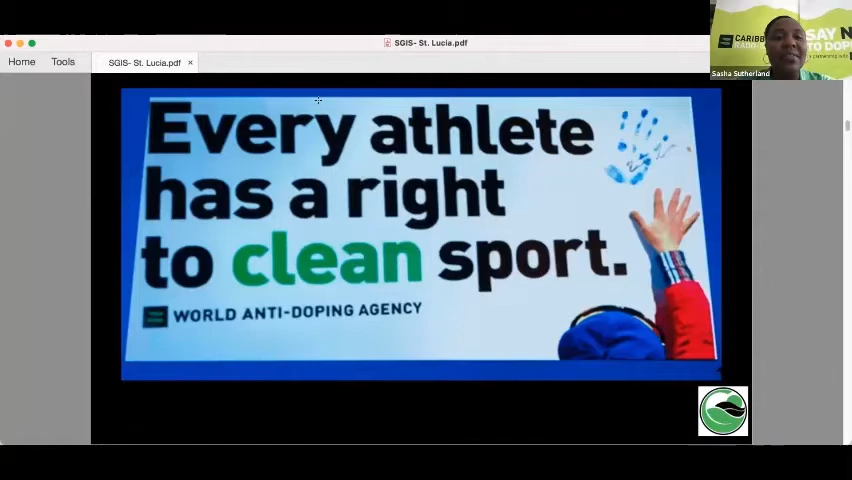 SGIS- St. Lucia.pdf
Home
Tools
SGIS- St. Lucia.pdf ×
Sasha Sutherland
SAY
TO DOP
Every athlete
has a right
to clean sport.
WORLD ANTI-DOPING AGENCY